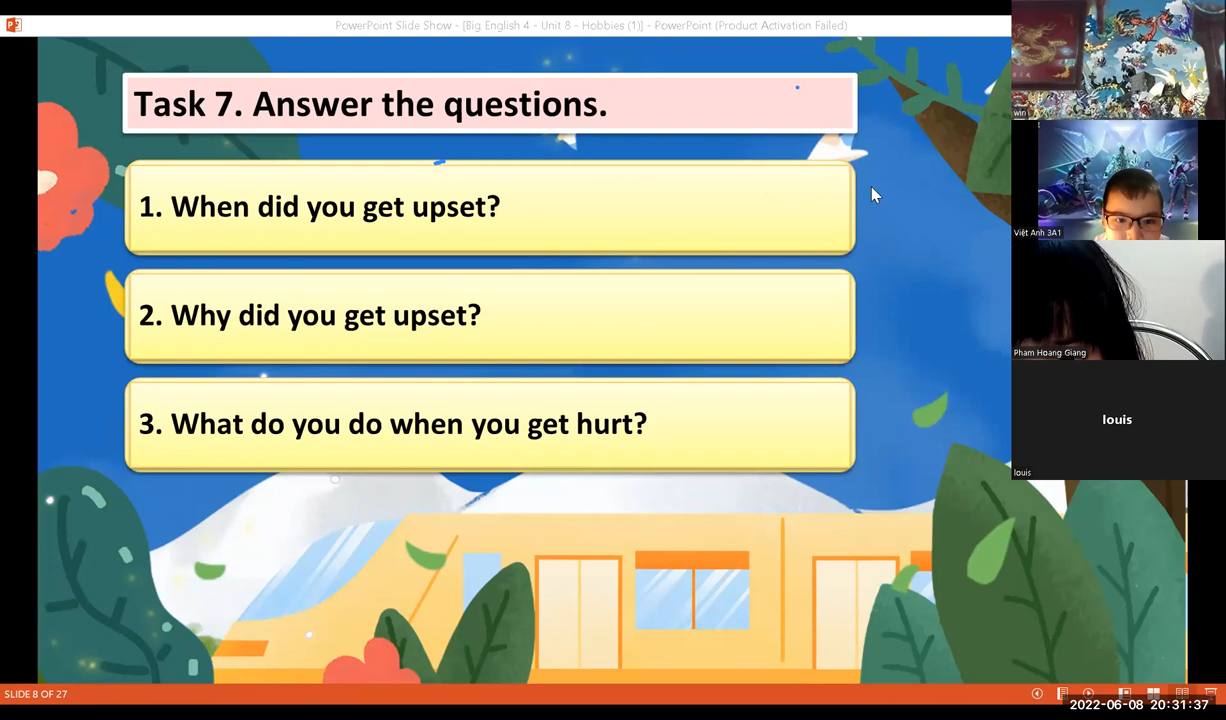 PowerPoint Slide Show - [Big English 4 - Unit 8 - Hobbies (1)] - PowerPoint (Product Activation Failed)
Task 7. Answer the questions.
1. When did you get upset?
2. Why did you get upset?
3. What do you do when you get hurt?
win
Việt Anh 3A1
Pham Hoang Giang
louis
louis
SLIDE 8 OF 27
2022-06-08 20:31:37